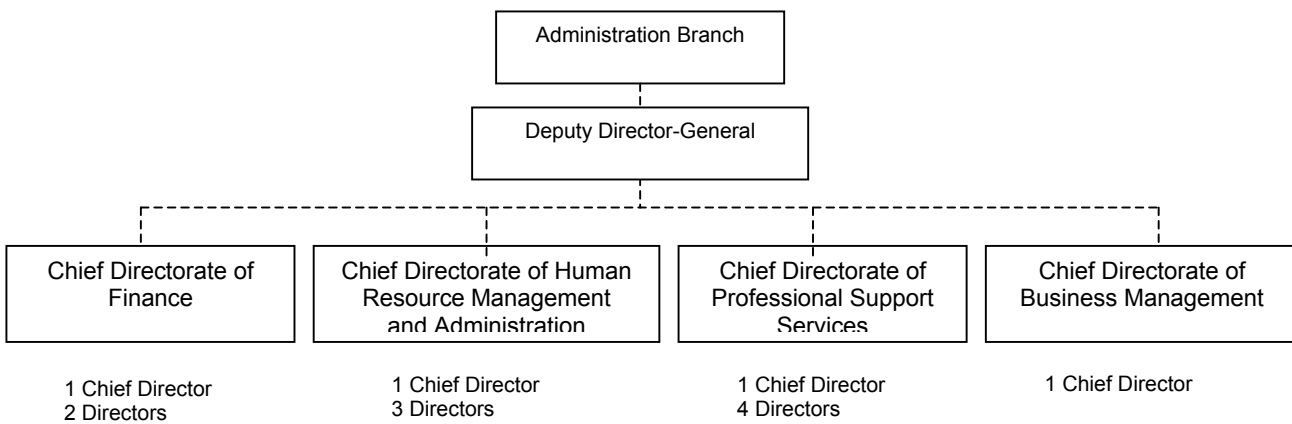 Administration Branch
Deputy Director-General
Chief Directorate of
Finance
Chief Directorate of Human
Resource Management
and Administration
Chief Directorate of
Professional Support
Services
Chief Directorate of
Business Management
1 Chief Director
2 Directors
1 Chief Director
3 Directors
1 Chief Director
4 Directors
1 Chief Director